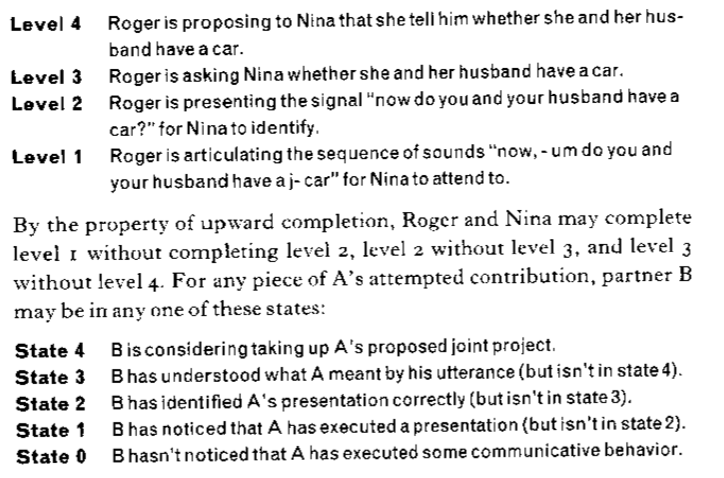 Level 4 Roger is proposing to Nina that she tell him whether she and her hus-
band have a car.
Level 3 Roger is asking Nina whether she and her husband have a car.
Level 2 Roger is presenting the signal "now do you and your husband have a
car?" for Nina to identify.
Level 1 Roger is articulating the sequence of sounds "now, - um do you and
your husband have a j- car" for Nina to attend to.
By the property of upward completion, Roger and Nina may complete
level 1 without completing level 2, level 2 without level 3, and level 3
without level 4. For any piece of A's attempted contribution, partner B
may be in any one of these states:
State 4 B is considering taking up A's proposed joint project.
State 3 B has understood what A meant by his utterance (but isn't in state 4).
State 2 B has identified A's presentation correctly (but isn't in state 3).
State 1 B has noticed that A has executed a presentation (but isn't in state 2).
State 0 B hasn't noticed that A has executed some communicative behavior.